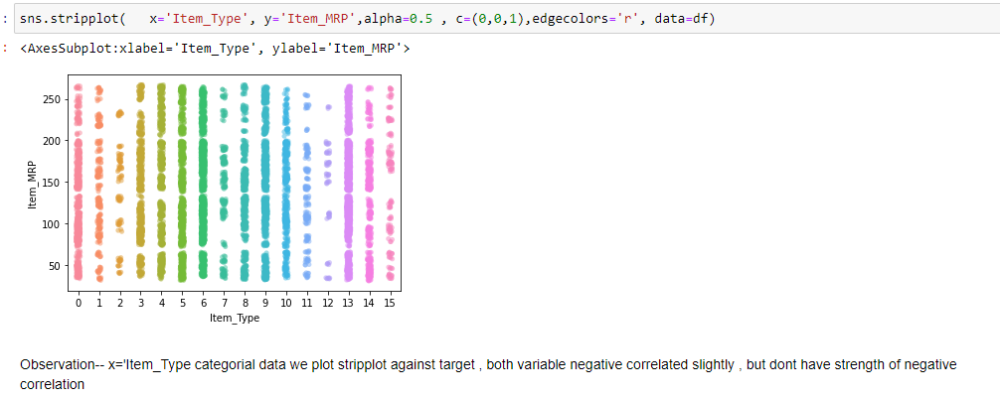 : sns.stripplot(   x='Item_Type', y='Item_MRP',alpha=0.5 , c=(0,0,1),edgecolors='r', data=df)
: <AxesSubplot:xlabel='Item_Type', ylabel='Item_MRP'>
250
200
150
100
50
Item_MRP
0 1 2 3 4 5 6 7 8 9 10 11 12 13 14 15
Item_Type
Observation-- x='Item_Type categorial data we plot stripplot against target , both variable negative correlated slightly , but dont have strength of negative
correlation